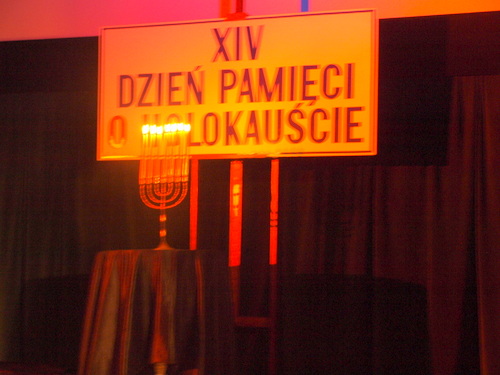 XIV
DZIEŃ PAMIĘCI
O HOLOKAUŚCIE